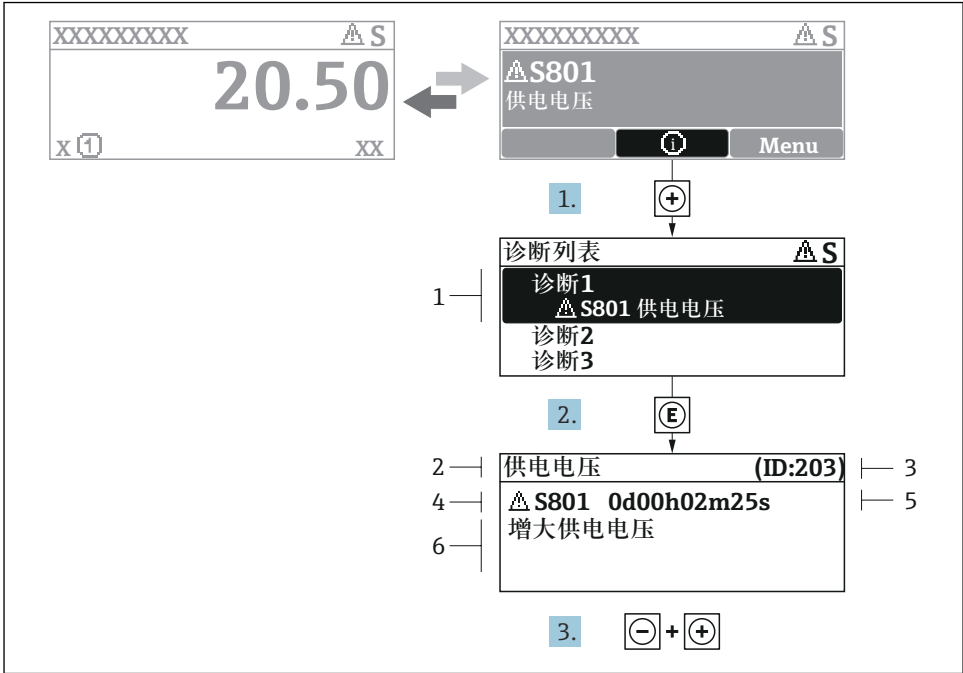 XXXXXXXXX S
20.50
X 1 XX
XXXXXXXXX S
S801
供电电压
i Menu
1.
诊断列表 S
1
诊断1
S801 供电电压
诊断2
诊断3
2. E
2 供电电压 (ID:203) 3
4 S801 0d00h02m25s 5
6 增大供电电压
3. - + +